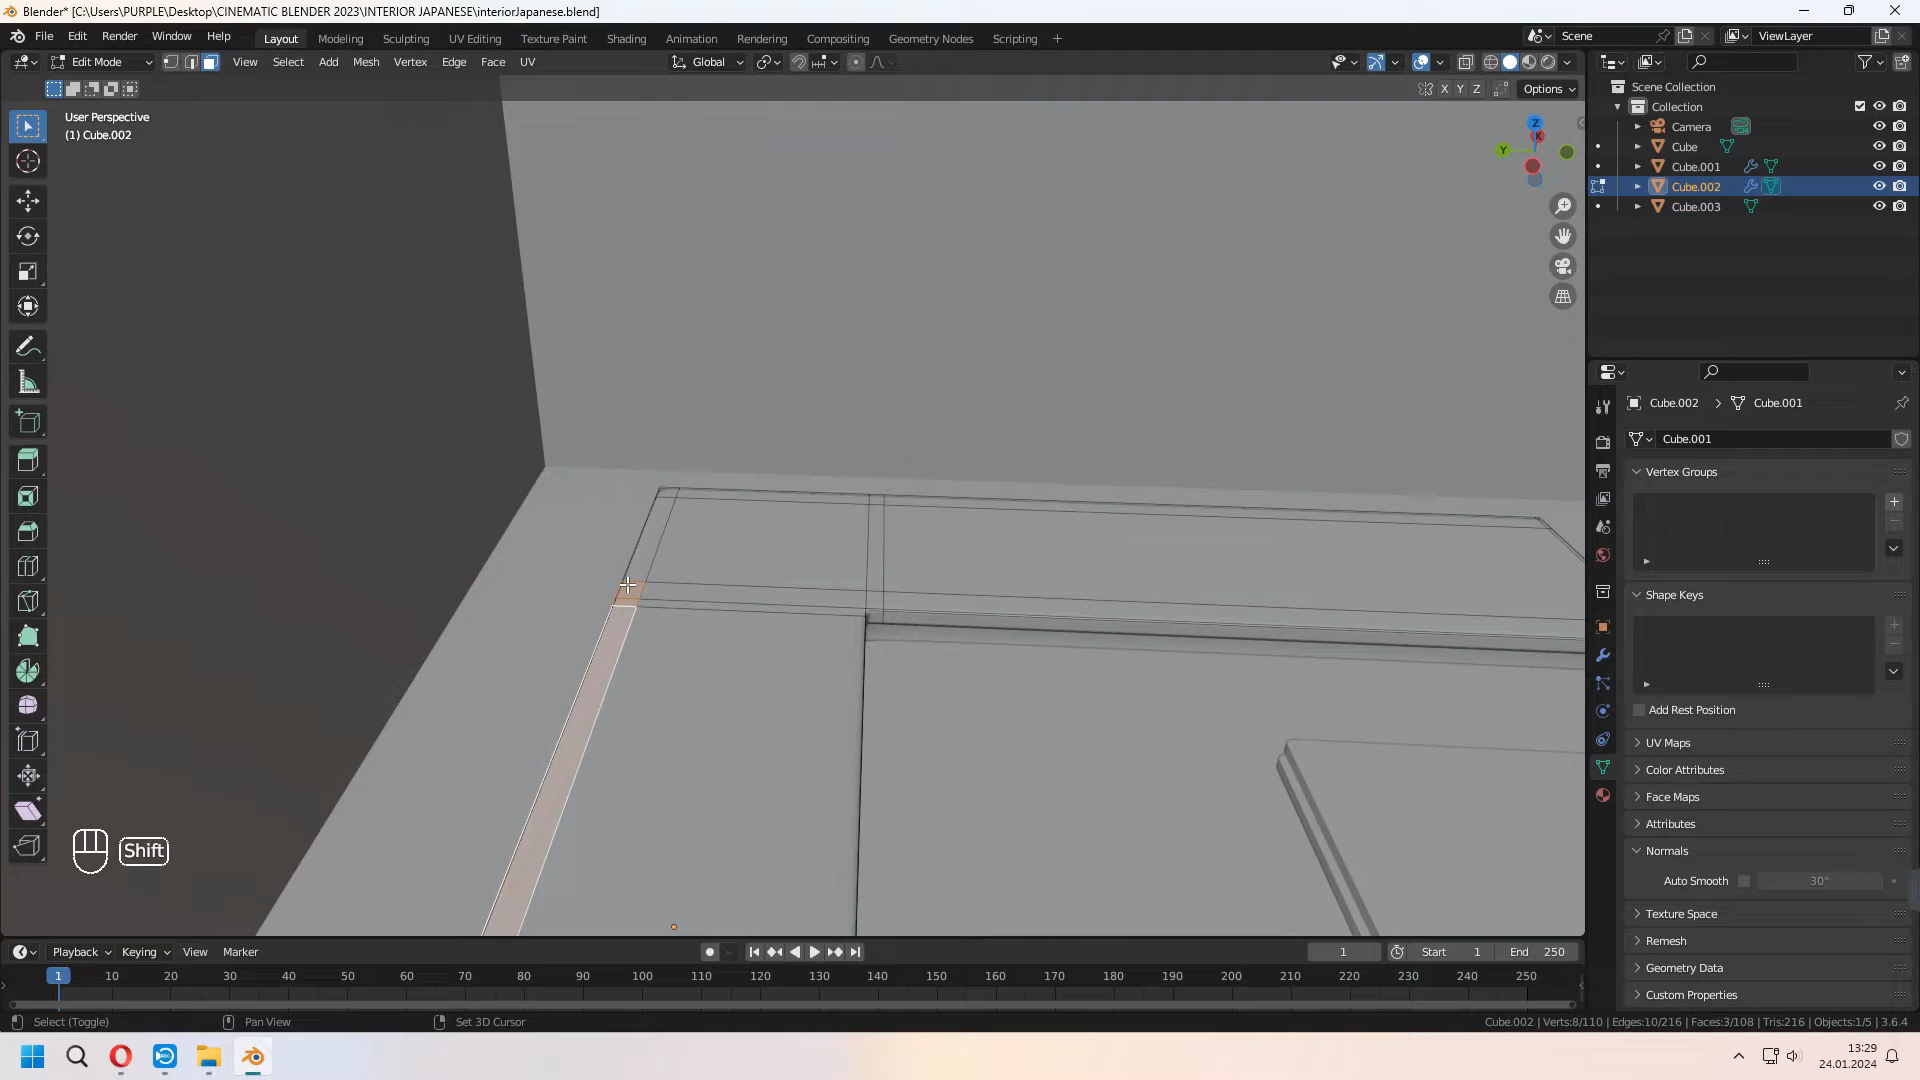 Blender* [C:\Users\PURPLE\Desktop\CINEMATIC BLENDER 2023\INTERIOR JAPANESE\interiorJapanese.blend]
File Edit Render Window Help Layout Modeling Sculpting UV Editing Texture Paint Shading Animation Rendering Compositing Geometry Nodes Scripting + Scene ViewLayer
Edit Mode View Select Add Mesh Vertex Edge Face UV Global
X Y Z Options
User Perspective
(1) Cube.002
Z
X
Y
Scene Collection
Collection
Camera
Cube
Cube.001
Cube.002
Cube.003
Cube.002 > Cube.001
Cube.001
Vertex Groups
Shape Keys
Add Rest Position
UV Maps
Color Attributes
Face Maps
Attributes
Normals
Auto Smooth 30°
Texture Space
Remesh
Geometry Data
Custom Properties
Shift
Playback Keying View Marker 1 Start 1 End 250
1 10 20 30 40 50 60 70 80 90 100 110 120 130 140 150 160 170 180 190 200 210 220 230 240 250
Select (Toggle) Pan View Set 3D Cursor Cube.002 | Verts:8/110 | Edges:10/216 | Faces:3/108 | Tris:216 | Objects:1/5 | 3.6.4
13:29
24.01.2024